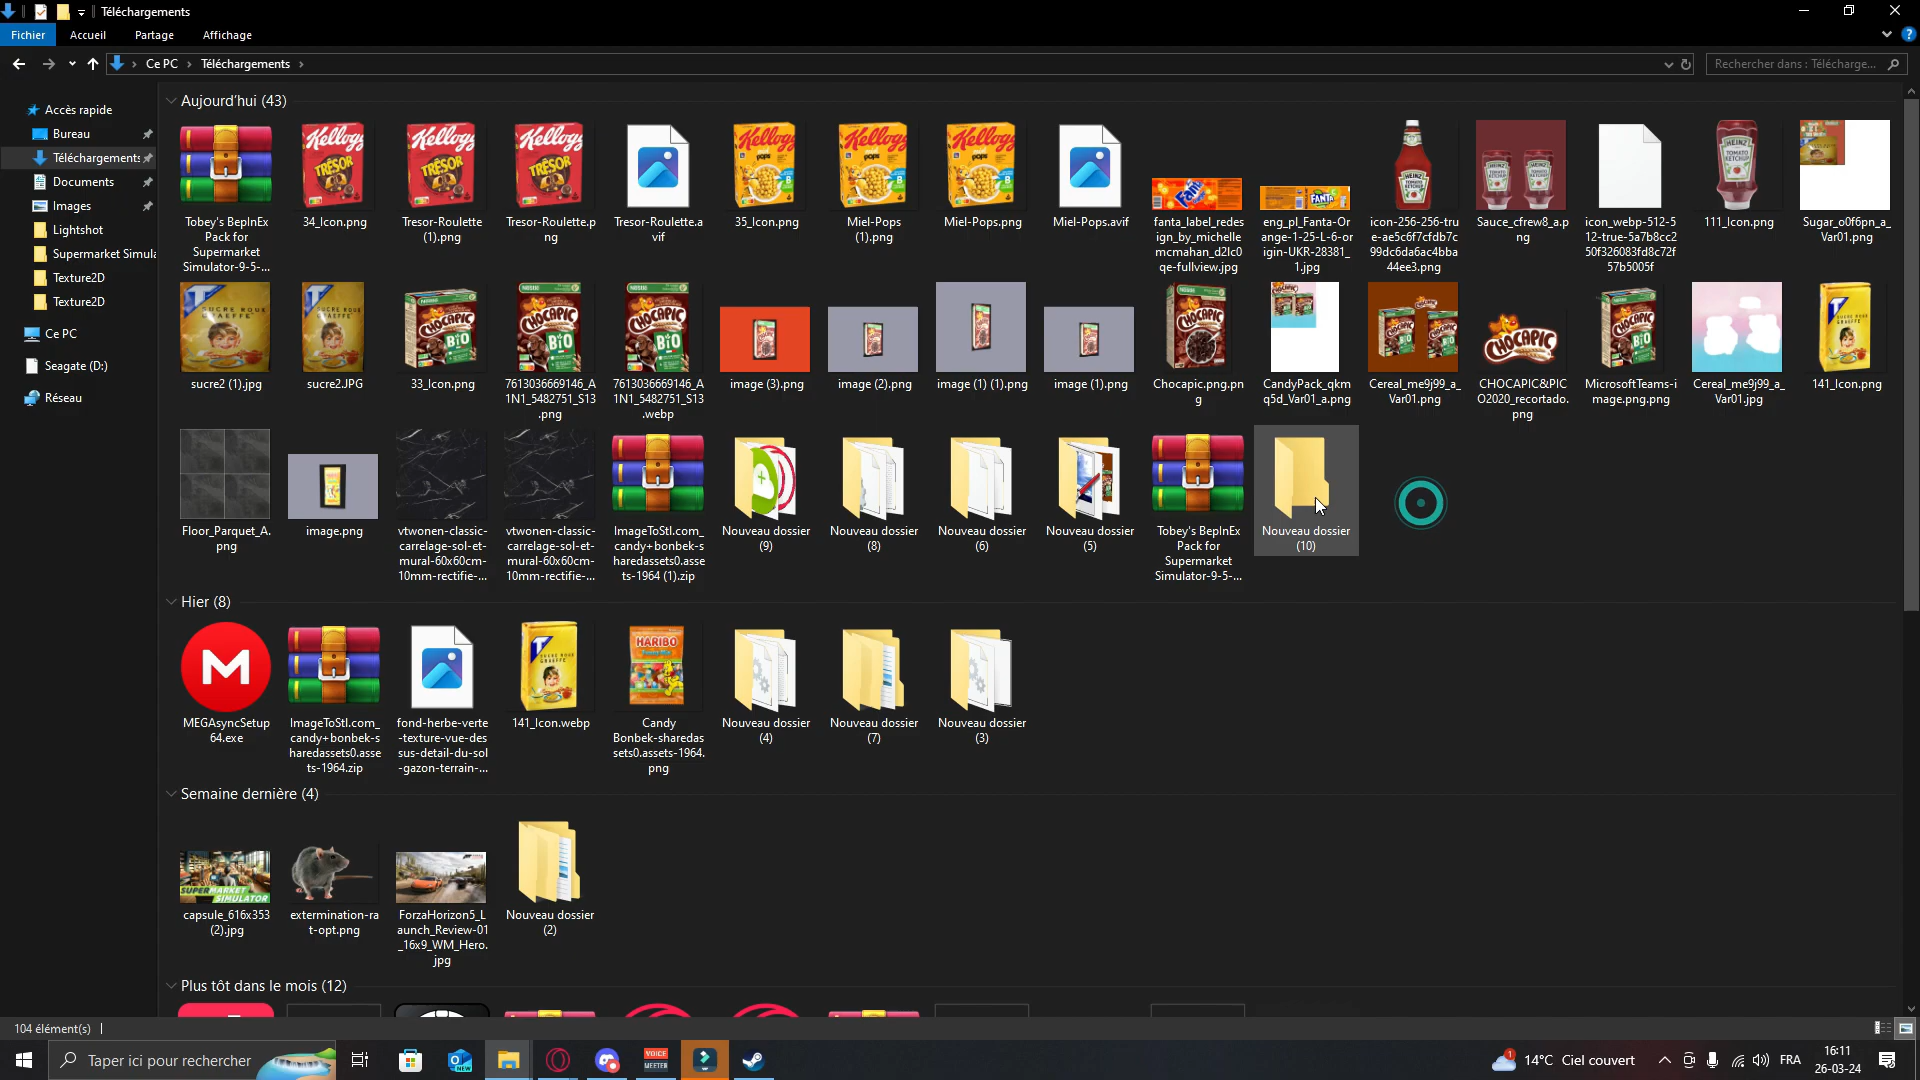 Téléchargements
Fichier
Accueil
Partage
Affichage
Ce PC
Téléchargements
Rechercher dans : Télécharge...
Accès rapide
Bureau
Téléchargements
Documents
Images
Lightshot
Supermarket Simula
Texture2D
Texture2D
Ce PC
Seagate (D:)
Réseau
Aujourd'hui (43)
Tobey's BepInEx
Pack for
Supermarket
Simulator-9-5-...
34_Icon.png
Tresor-Roulette
(1).png
Tresor-Roulette.p
ng
Tresor-Roulette.a
vif
35_Icon.png
Miel-Pops
(1).png
Miel-Pops.png
Miel-Pops.avif
fanta_label_redes
ign_by_michelle
mcmahan_d2lc0
qe-fullview.jpg
eng_pl_Fanta-Or
ange-1-25-L-6-or
igin-UKR-28381_
1.jpg
icon-256-256-tru
e-ae5c6f7cfdb7c
99dc6da6ac4bba
44ee3.png
Sauce_cfrew8_a.p
ng
icon_webp-512-5
12-true-5a7b8cc2
50f326083fd8c72f
57b5005f
111_Icon.png
Sugar_o0f6pn_a_
Var01.png
sucre2 (1).jpg
sucre2.JPG
33_Icon.png
7613036669146_A
1N1_5482751_S13
.png
7613036669146_A
1N1_5482751_S13
.webp
image (3).png
image (2).png
image (1) (1).png
image (1).png
Chocapic.png.pn
g
CandyPack_qkm
q5d_Var01_a.png
Cereal_me9j99_a_
Var01.png
CHOCAPIC&PIC
O2020_recortado.
png
MicrosoftTeams-i
mage.png.png
Cereal_me9j99_a_
Var01.jpg
141_Icon.png
Floor_Parquet_A.
png
image.png
vtwonen-classic-
carrelage-sol-et-
mural-60x60cm-
10mm-rectifie-...
vtwonen-classic-
carrelage-sol-et-
mural-60x60cm-
10mm-rectifie-...
ImageToStl.com_
candy+bonbek-s
haredassets0.asse
ts-1964 (1).zip
Nouveau dossier
(9)
Nouveau dossier
(8)
Nouveau dossier
(6)
Nouveau dossier
(5)
Tobey's BepInEx
Pack for
Supermarket
Simulator-9-5-...
Nouveau dossier
(10)
Hier (8)
MEGAsyncSetup
64.exe
ImageToStl.com_
candy+bonbek-s
haredassets0.asse
ts-1964.zip
fond-herbe-verte
-texture-vue-des
sus-detail-du-sol
-gazon-terrain-...
141_Icon.webp
Candy
Bonbek-sharedas
sets0.assets-1964.
png
Nouveau dossier
(4)
Nouveau dossier
(7)
Nouveau dossier
(3)
Semaine dernière (4)
capsule_616x353
(2).jpg
extermination-ra
t-opt.png
ForzaHorizon5_L
aunch_Review-01
_16x9_WM_Hero.
jpg
Nouveau dossier
(2)
Plus tôt dans le mois (12)
104 élément(s)
Taper ici pour rechercher
VOICE
MEETER
14°C Ciel couvert
FRA
16:11
26-03-24